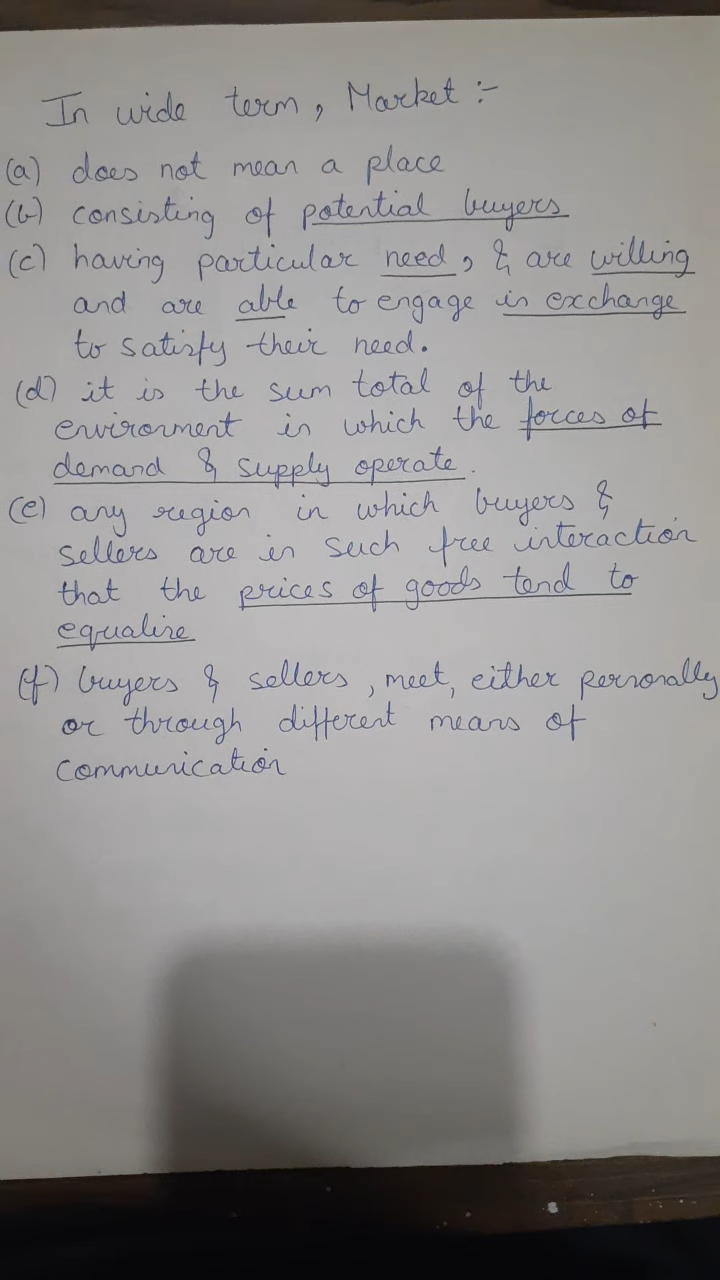 In wide term, Market :-
(a) does not mean a place
(b) consisting of potential buyers
(c) having particular need, & are willing
and are able to engage in exchange
to satisfy their need.
(d) it is the sum total of the
environment in which the forces of
demand & supply operate.
(e) any region in which buyers &
sellers are in such free interaction
that the prices of goods tend to
equalize
(f) buyers & sellers, meet, either personally
or through different means of
communication